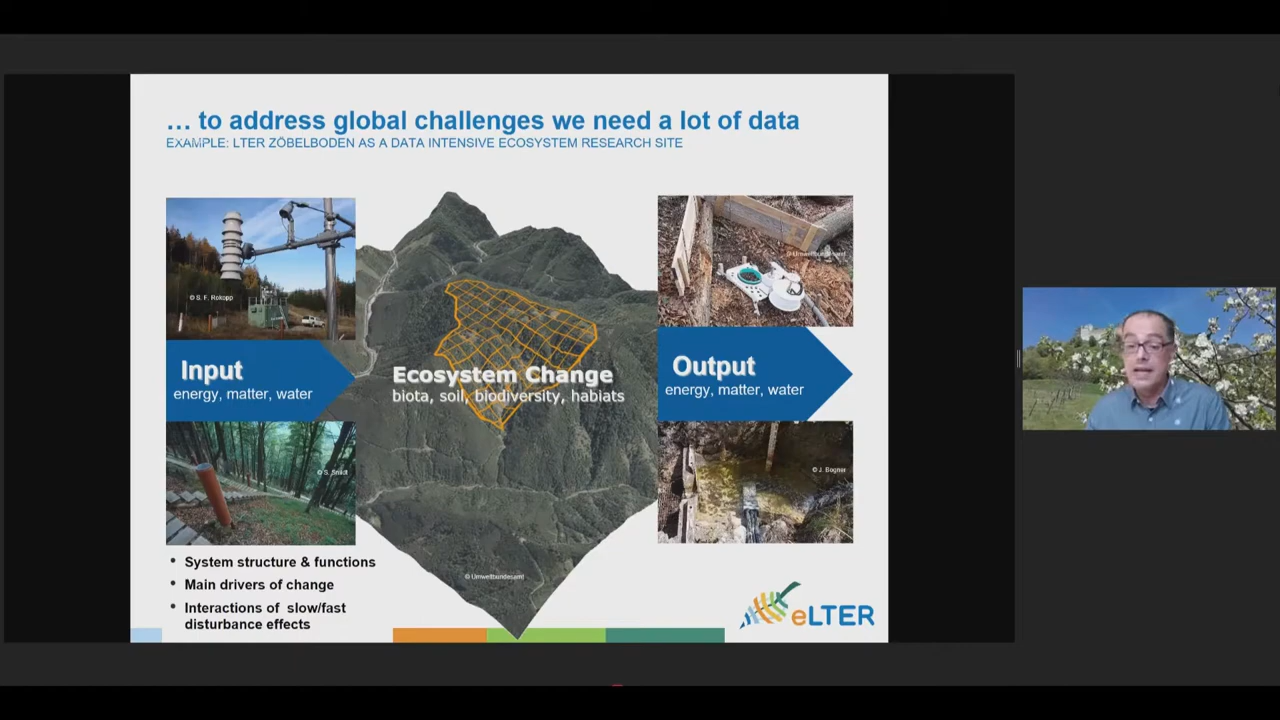 … to address global challenges we need a lot of data
EXAMPLE: LTER ZÖBELBODEN AS A DATA INTENSIVE ECOSYSTEM RESEARCH SITE
© S. F. Rokopp
© Umweltbundesamt
Input
energy, matter, water
Ecosystem Change
biota, soil, biodiversity, habiats
Output
energy, matter, water
© J. Bogner
• System structure & functions
• Main drivers of change
• Interactions of slow/fast
disturbance effects
© Umweltbundesamt
eLTER